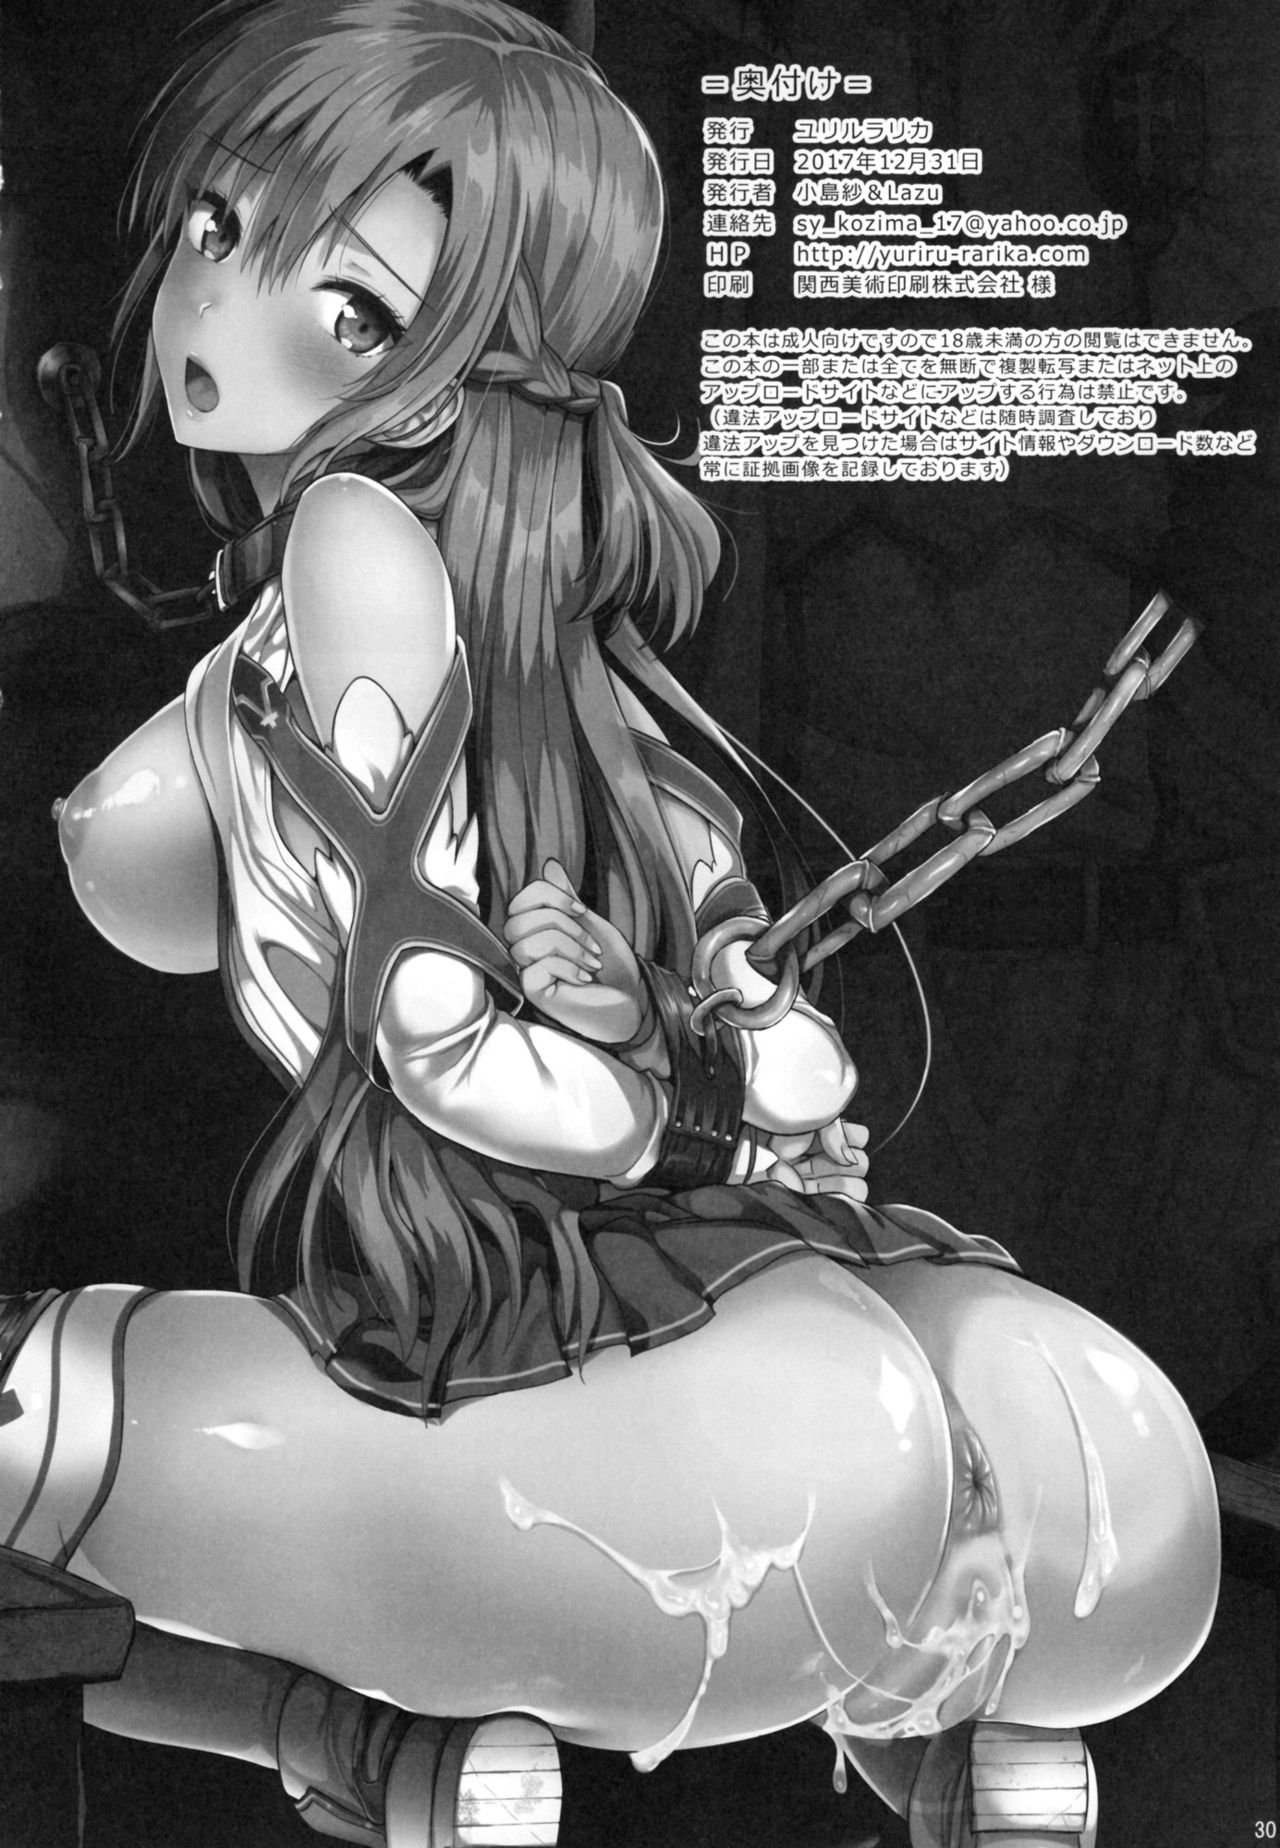 =奥付け=
発行 ユリルラリカ
発行日 2017年12月31日
発行者 小島紗&Lazu
連絡先 sy_kozima_17@yahoo.co.jp
HP http://yuriru-rarika.com
印刷 関西美術印刷株式会社 様
この本は成人向けですので18歳未満の方の閲覧はできません。
この本の一部または全てを無断で複製転写またはネット上の
アップロードサイトなどにアップする行為は禁止です。
（違法アップロードサイトなどは随時調査しており
違法アップを見つけた場合はサイト情報やダウンロード数など
常に証拠画像を記録しております）
30